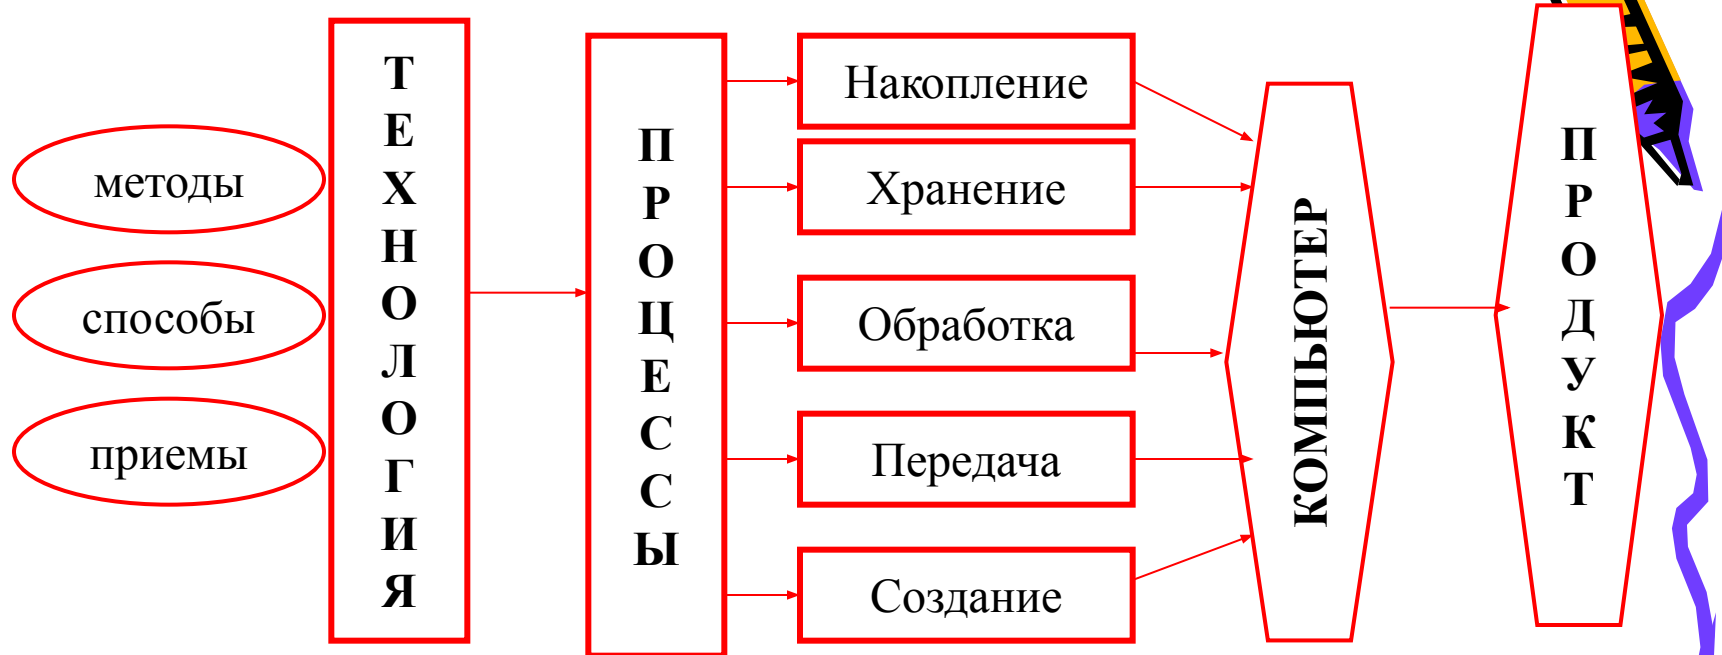 методы
способы
приемы
ТЕХНОЛОГИЯ
ПРОЦЕССЫ
Накопление
Хранение
Обработка
Передача
Создание
КОМПЬЮТЕР
ПРОДУКТ